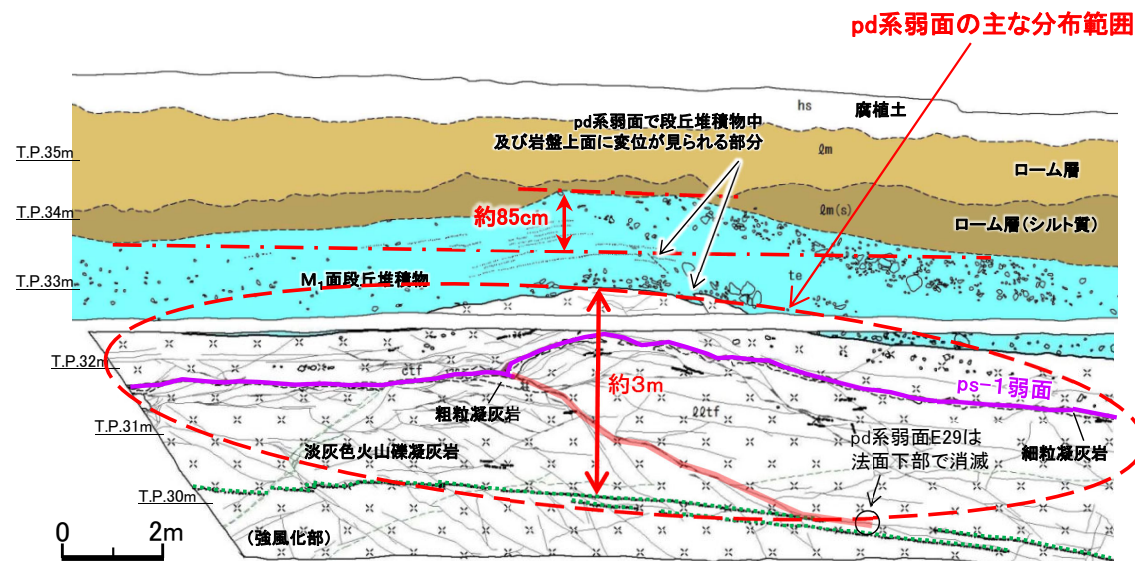 pd系弱面の主な分布範囲
hs
腐植土
pd系弱面で段丘堆積物中
及び岩盤上面に変位が見られる部分
T.P.35m
ℓm
ローム層
T.P.34m
約85cm
ℓm(s)
ローム層(シルト質)
T.P.33m
M₁面段丘堆積物
te
T.P.32m
ctf
約3m
ps-1弱面
粗粒凝灰岩
ℓℓtf
T.P.31m
淡灰色火山礫凝灰岩
pd系弱面E29は
法面下部で消滅
細粒凝灰岩
T.P.30m
0 2m
(強風化部)